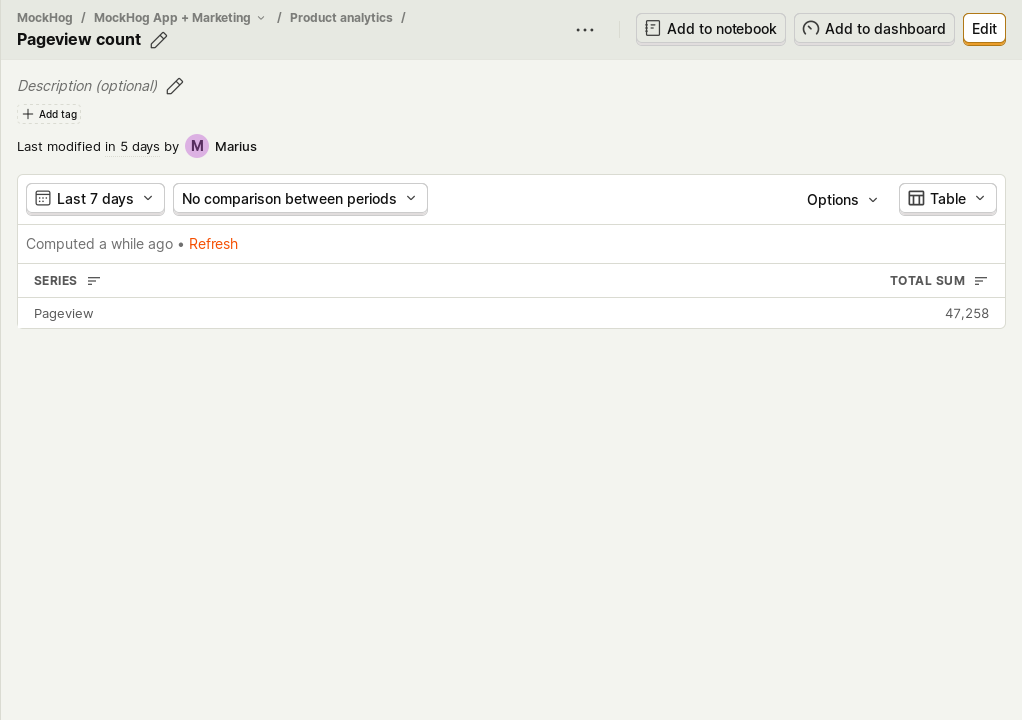 MockHog / MockHog App + Marketing / Product analytics /
Pageview count
Add to notebook
Add to dashboard
Edit
Description (optional)
Add tag
Last modified in 5 days by M Marius
Last 7 days
No comparison between periods
Options
Table
Computed a while ago • Refresh
SERIES
TOTAL SUM
Pageview
47,258